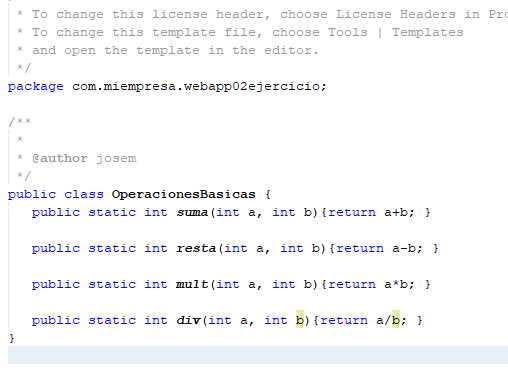 * To change this license header, choose License Headers in
* To change this template file, choose Tools | Templates
* and open the template in the editor.
*/
package com.miempresa.webapp02ejercicio;
/**
*
* @author josem
*/
public class OperacionesBasicas {
public static int suma(int a, int b){return a+b; }
public static int resta(int a, int b){return a-b; }
public static int mult(int a, int b){return a*b; }
public static int div(int a, int b){return a/b; }
}